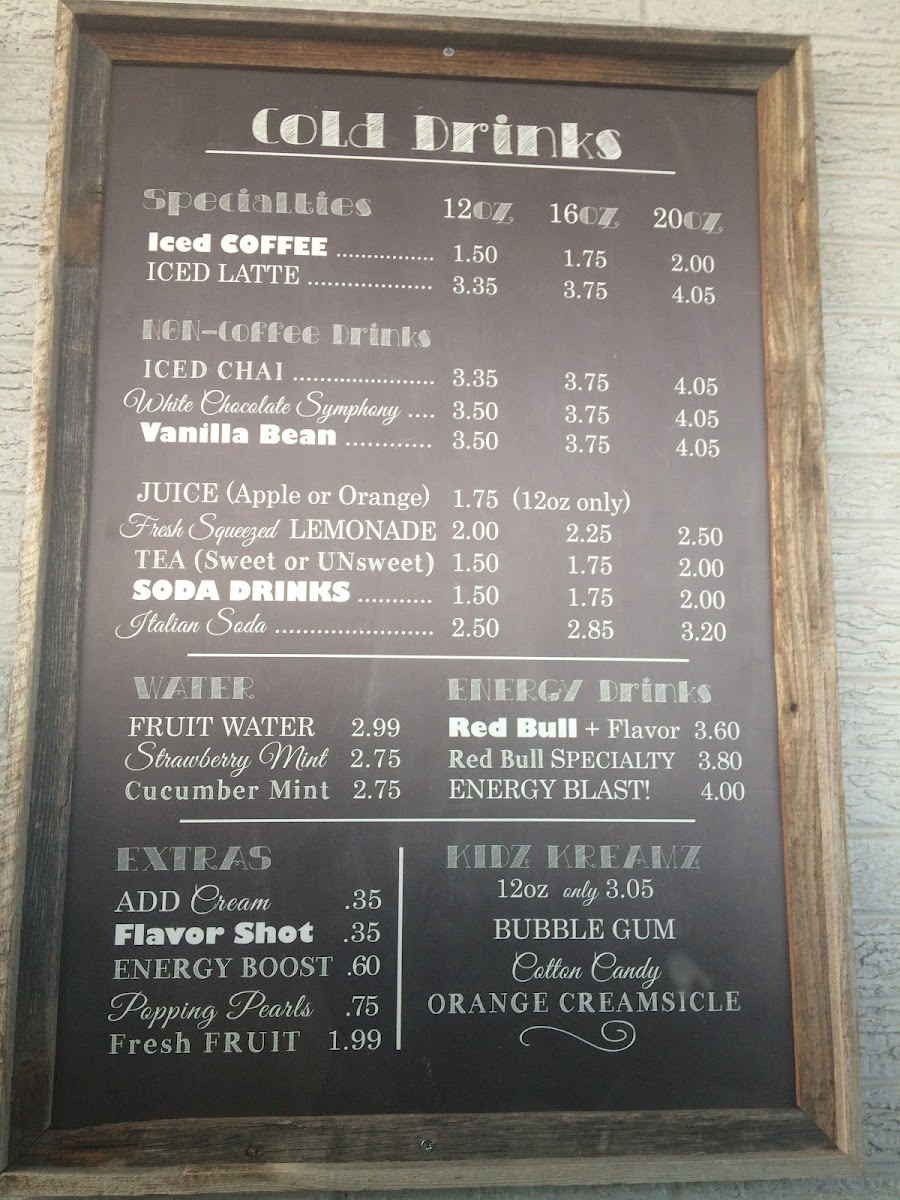 Cold Drinks
Specialties 12oz 16oz 20oz
Iced COFFEE ............... 1.50 1.75 2.00
ICED LATTE ................... 3.35 3.75 4.05
NON-Coffee Drinks
ICED CHAI ..................... 3.35 3.75 4.05
White Chocolate Symphony .... 3.50 3.75 4.05
Vanilla Bean ............. 3.50 3.75 4.05
JUICE (Apple or Orange) 1.75 (12oz only)
Fresh Squeezed LEMONADE 2.00 2.25 2.50
TEA (Sweet or UNsweet) 1.50 1.75 2.00
SODA DRINKS ........... 1.50 1.75 2.00
Italian Soda ........................ 2.50 2.85 3.20
WATER
FRUIT WATER 2.99
Strawberry Mint 2.75
Cucumber Mint 2.75
ENERGY Drinks
Red Bull + Flavor 3.60
Red Bull SPECIALTY 3.80
ENERGY BLAST! 4.00
EXTRAS
ADD Cream .35
Flavor Shot .35
ENERGY BOOST .60
Popping Pearls .75
Fresh FRUIT 1.99
KIDZ KREAMZ
12oz only 3.05
BUBBLE GUM
Cotton Candy
ORANGE CREAMSICLE